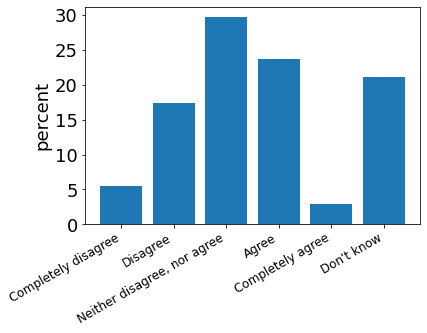 percent
30
25
20
15
10
5
0
Completely disagree
Disagree
Neither disagree, nor agree
Agree
Completely agree
Don't know